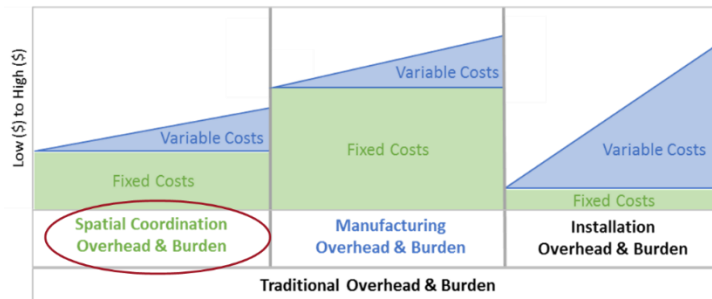 Low ($) to High ($)
Variable Costs
Fixed Costs
Variable Costs
Fixed Costs
Variable Costs
Fixed Costs
Spatial Coordination
Overhead & Burden
Manufacturing
Overhead & Burden
Installation
Overhead & Burden
Traditional Overhead & Burden